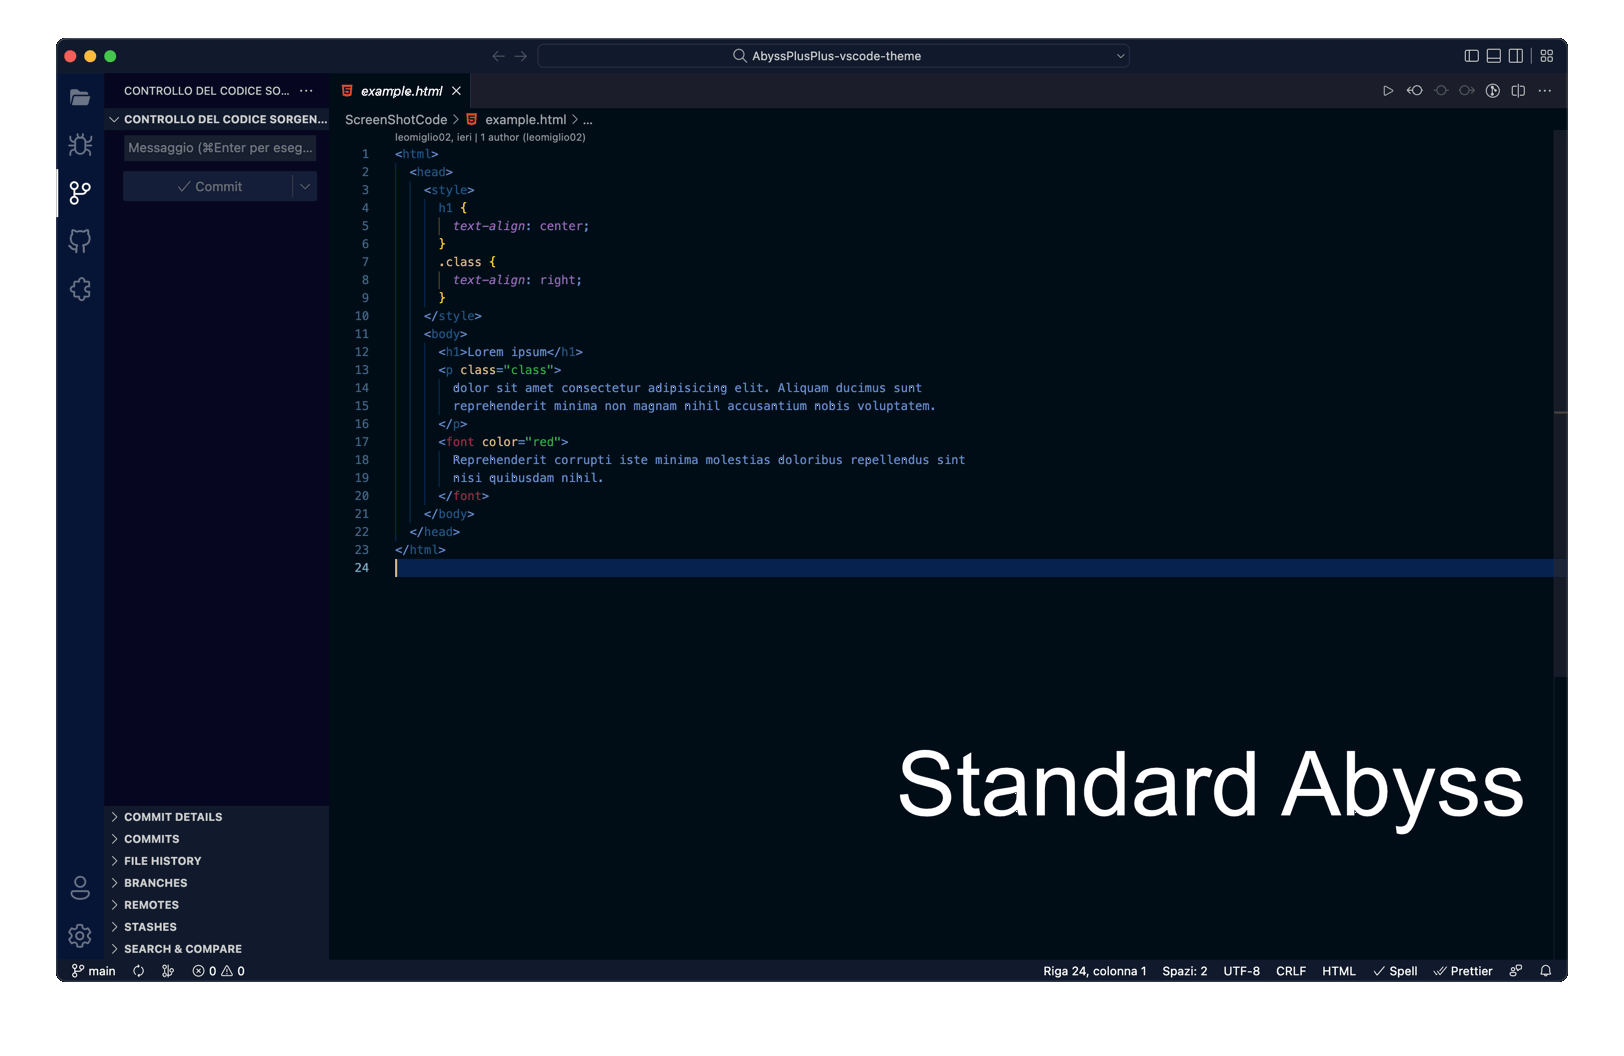 AbyssPlusPlus-vscode-theme
CONTROLLO DEL CODICE SO... ···
example.html
CONTROLLO DEL CODICE SORGEN...
Messaggio (⌘Enter per eseg...
Commit
ScreenShotCode > example.html > ...
leomiglio02, ieri | 1 author (leomiglio02)
1 <html>
2 <head>
3 <style>
4 h1 {
5 text-align: center;
6 }
7 .class {
8 text-align: right;
9 }
10 </style>
11 <body>
12 <h1>Lorem ipsum</h1>
13 <p class="class">
14 dolor sit amet consectetur adipisicing elit. Aliquam ducimus sunt
15 reprehenderit minima non magnam nihil accusantium nobis voluptatem.
16 </p>
17 <font color="red">
18 Reprehenderit corrupti iste minima molestias doloribus repellendus sint
19 nisi quibusdam nihil.
20 </font>
21 </body>
22 </head>
23 </html>
24
Standard Abyss
COMMIT DETAILS
COMMITS
FILE HISTORY
BRANCHES
REMOTES
STASHES
SEARCH & COMPARE
main 0 0 Riga 24, colonna 1 Spazi: 2 UTF-8 CRLF HTML Spell Prettier